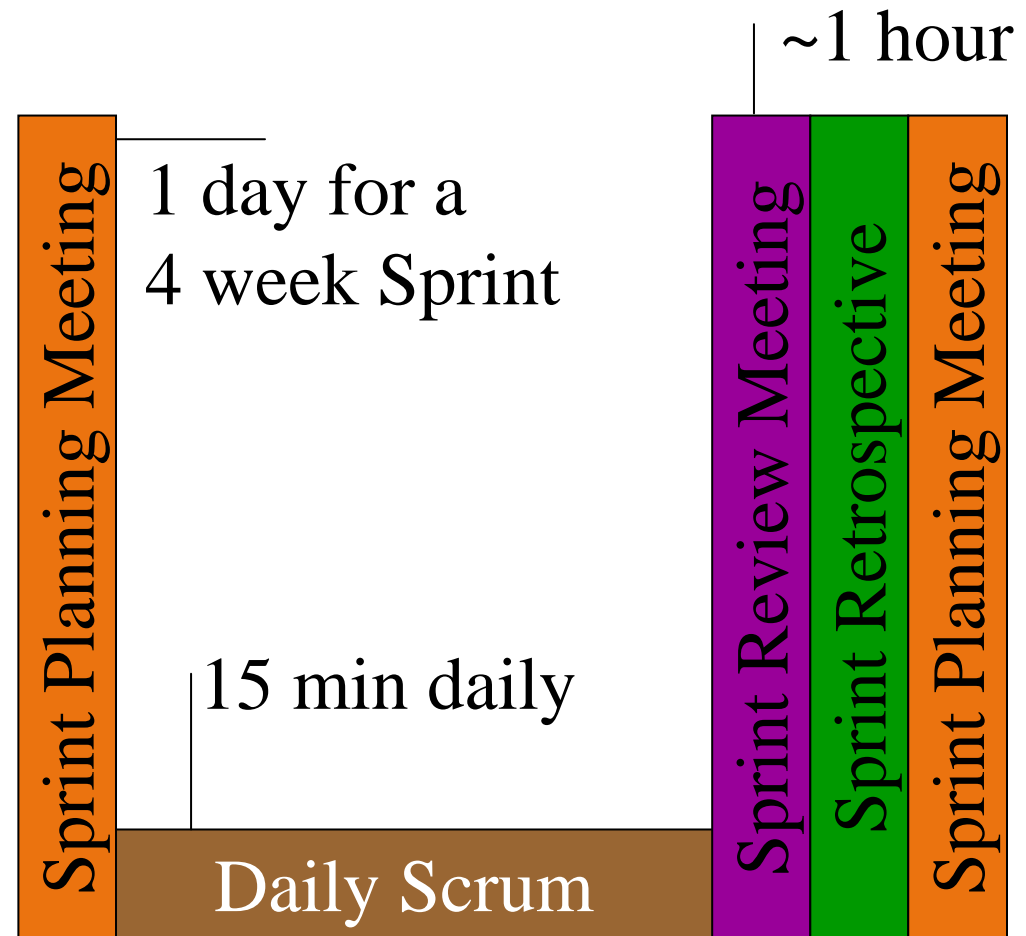 ~1 hour
Sprint Planning Meeting
1 day for a
4 week Sprint
15 min daily
Daily Scrum
Sprint Review Meeting
Sprint Retrospective
Sprint Planning Meeting